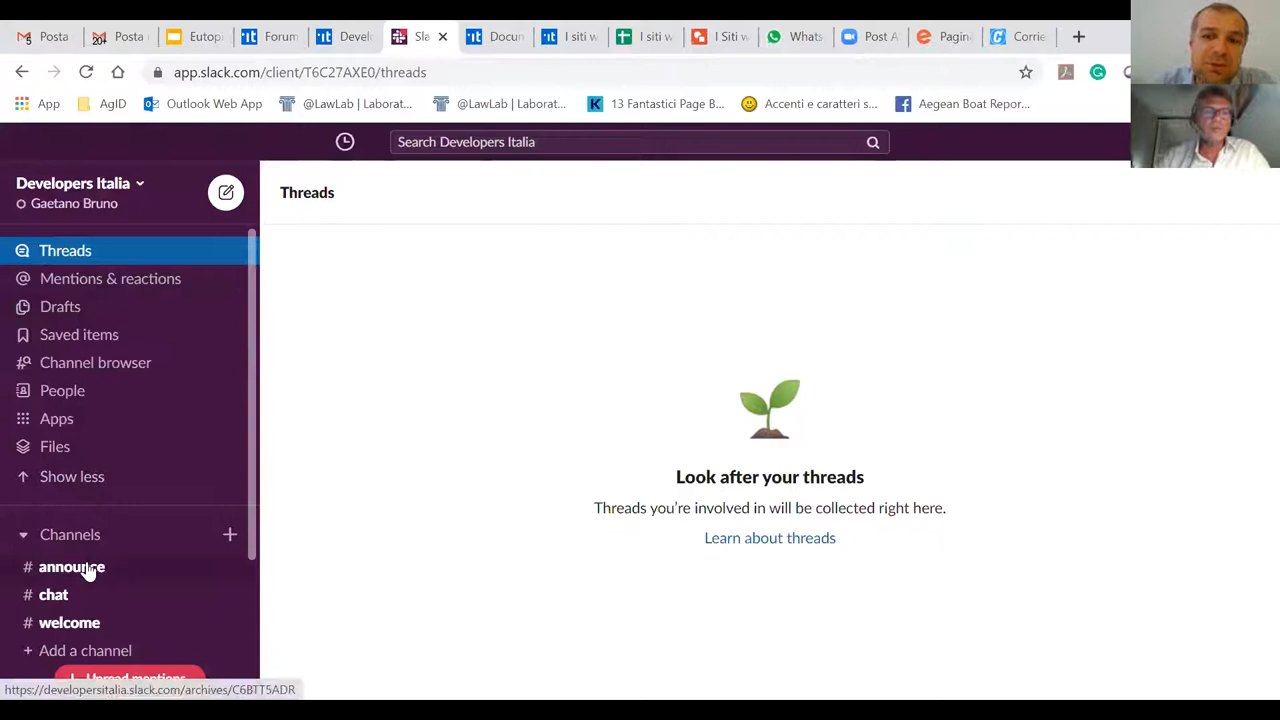 Posta
Posta
Eutop
Forum
Devel
Sla
Docun
I siti w
I siti w
I Siti w
Whats
Post A
Pagin
Corrie
app.slack.com/client/T6C27AXE0/threads
App
AgID
Outlook Web App
@LawLab | Laborat...
@LawLab | Laborat...
13 Fantastici Page B...
Accenti e caratteri s...
Aegean Boat Repor...
Search Developers Italia
Developers Italia
Gaetano Bruno
Threads
Threads
Mentions & reactions
Drafts
Saved items
Channel browser
People
Apps
Files
Show less
Channels
# announce
# chat
# welcome
+ Add a channel
Unread mentions
Look after your threads
Threads you're involved in will be collected right here.
Learn about threads
https://developersitalia.slack.com/archives/C6BTT5ADR